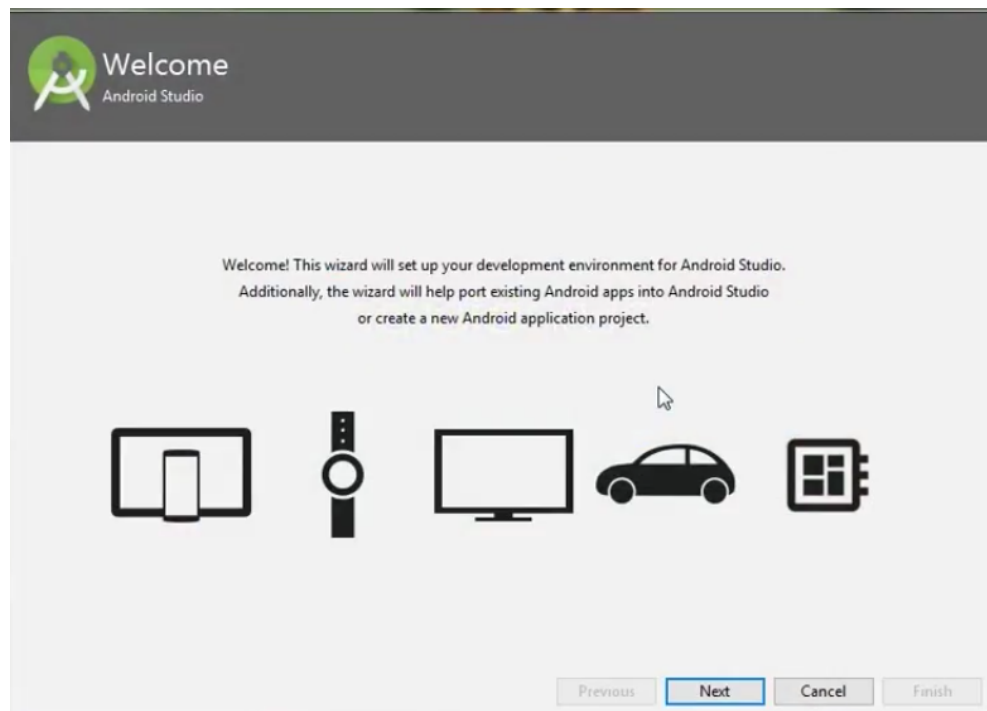 Welcome
Android Studio
Welcome! This wizard will set up your development environment for Android Studio.
Additionally, the wizard will help port existing Android apps into Android Studio
or create a new Android application project.
Previous
Next
Cancel
Finish